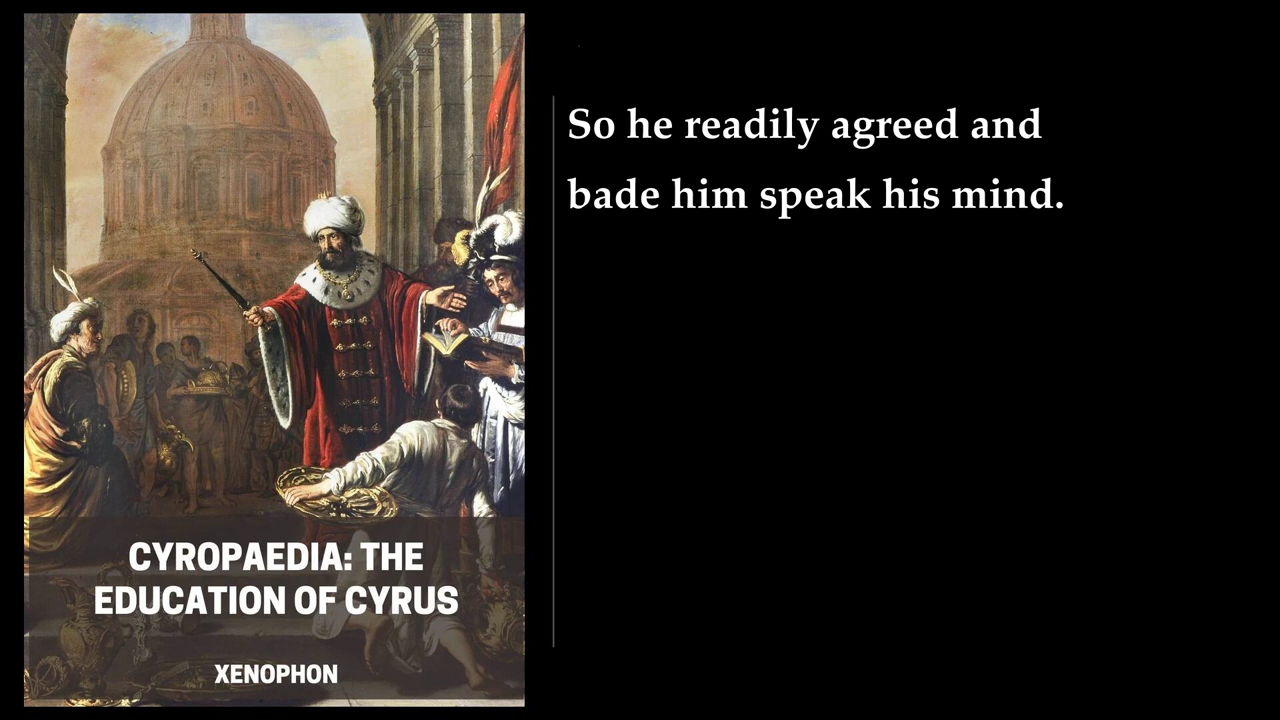 CYROPAEDIA: THE
EDUCATION OF CYRUS
XENOPHON
So he readily agreed and
bade him speak his mind.